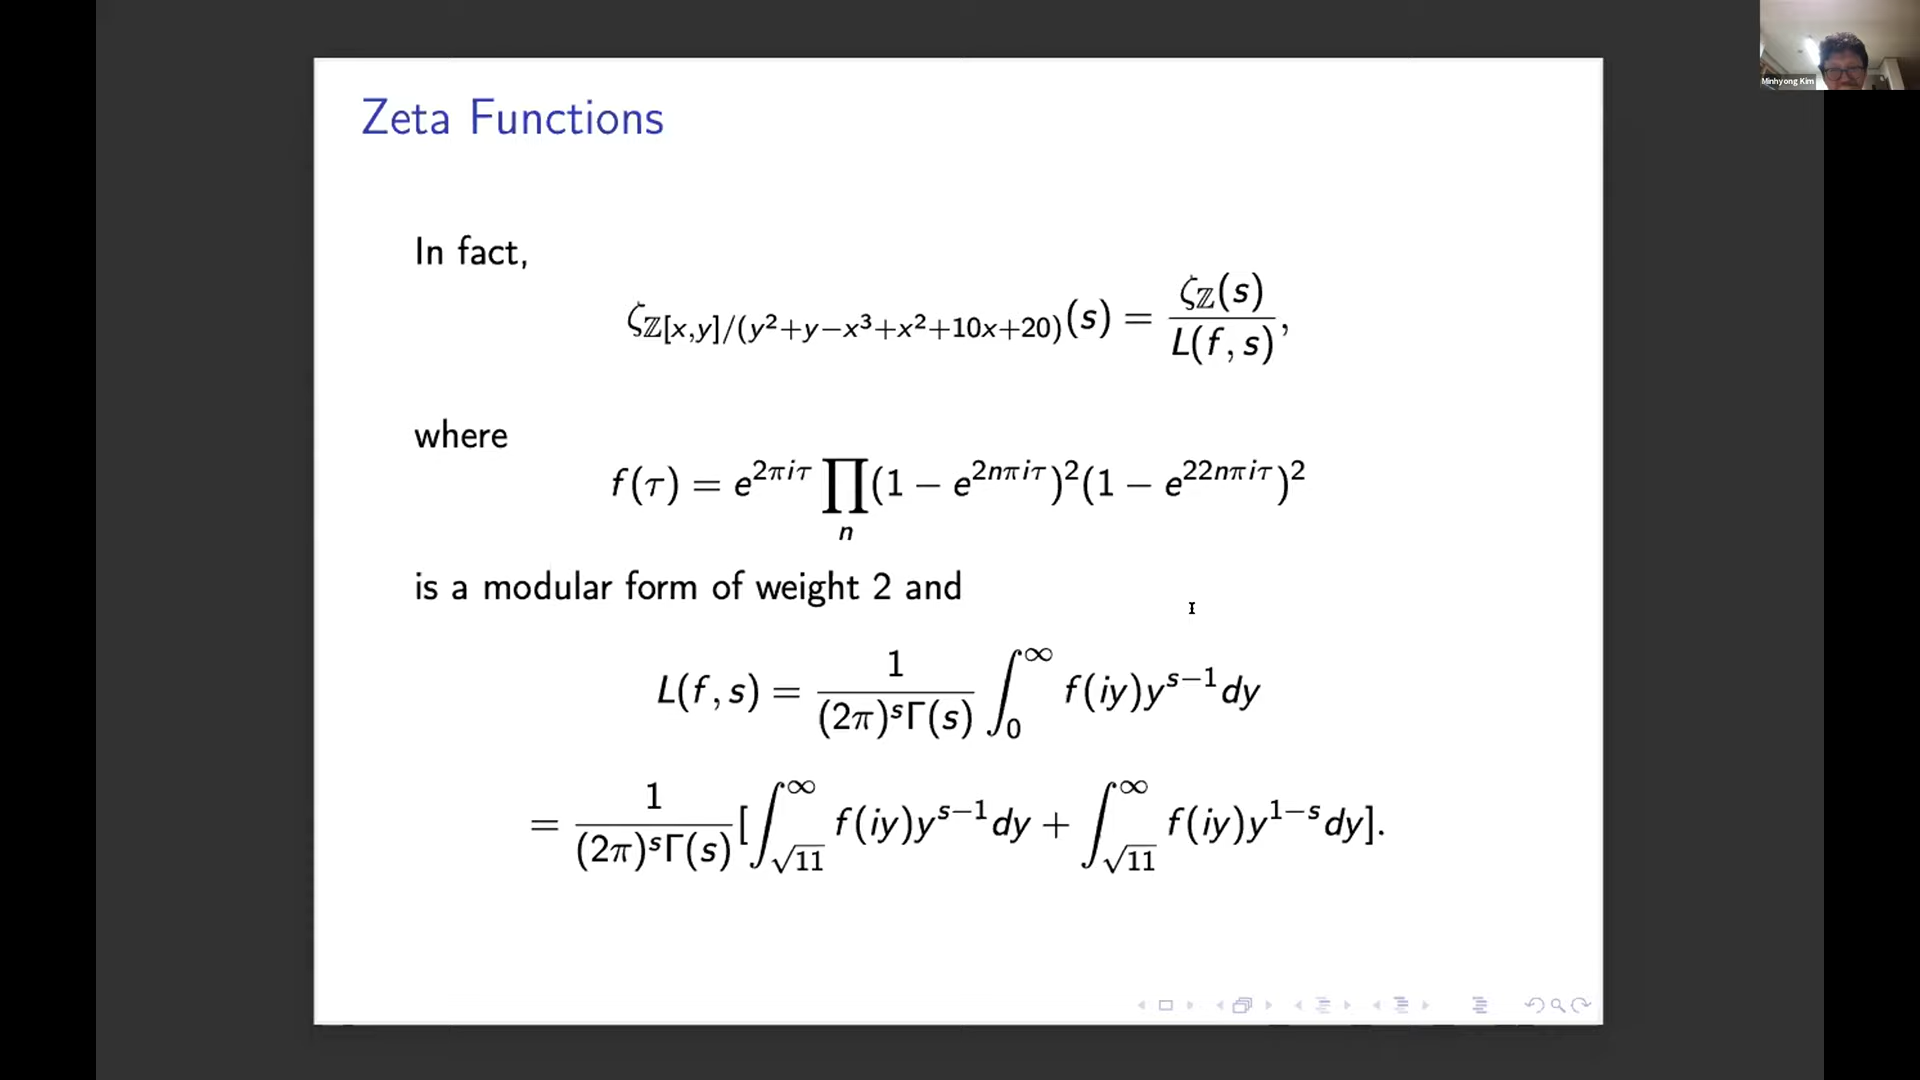 Minhyong Kim
Zeta Functions
In fact,
ζ_{ℤ[x,y]/(y²+y−x³+x²+10x+20)}(s) = ζ_ℤ(s) / L(f, s),
where
f(τ) = e^{2πiτ} ∏_n (1 − e^{2nπiτ})²(1 − e^{22nπiτ})²
is a modular form of weight 2 and
L(f, s) = 1 / ((2π)^s Γ(s)) ∫_0^∞ f(iy)y^{s−1}dy
= 1 / ((2π)^s Γ(s)) [∫_{√11}^∞ f(iy)y^{s−1}dy + ∫_{√11}^∞ f(iy)y^{1−s}dy].